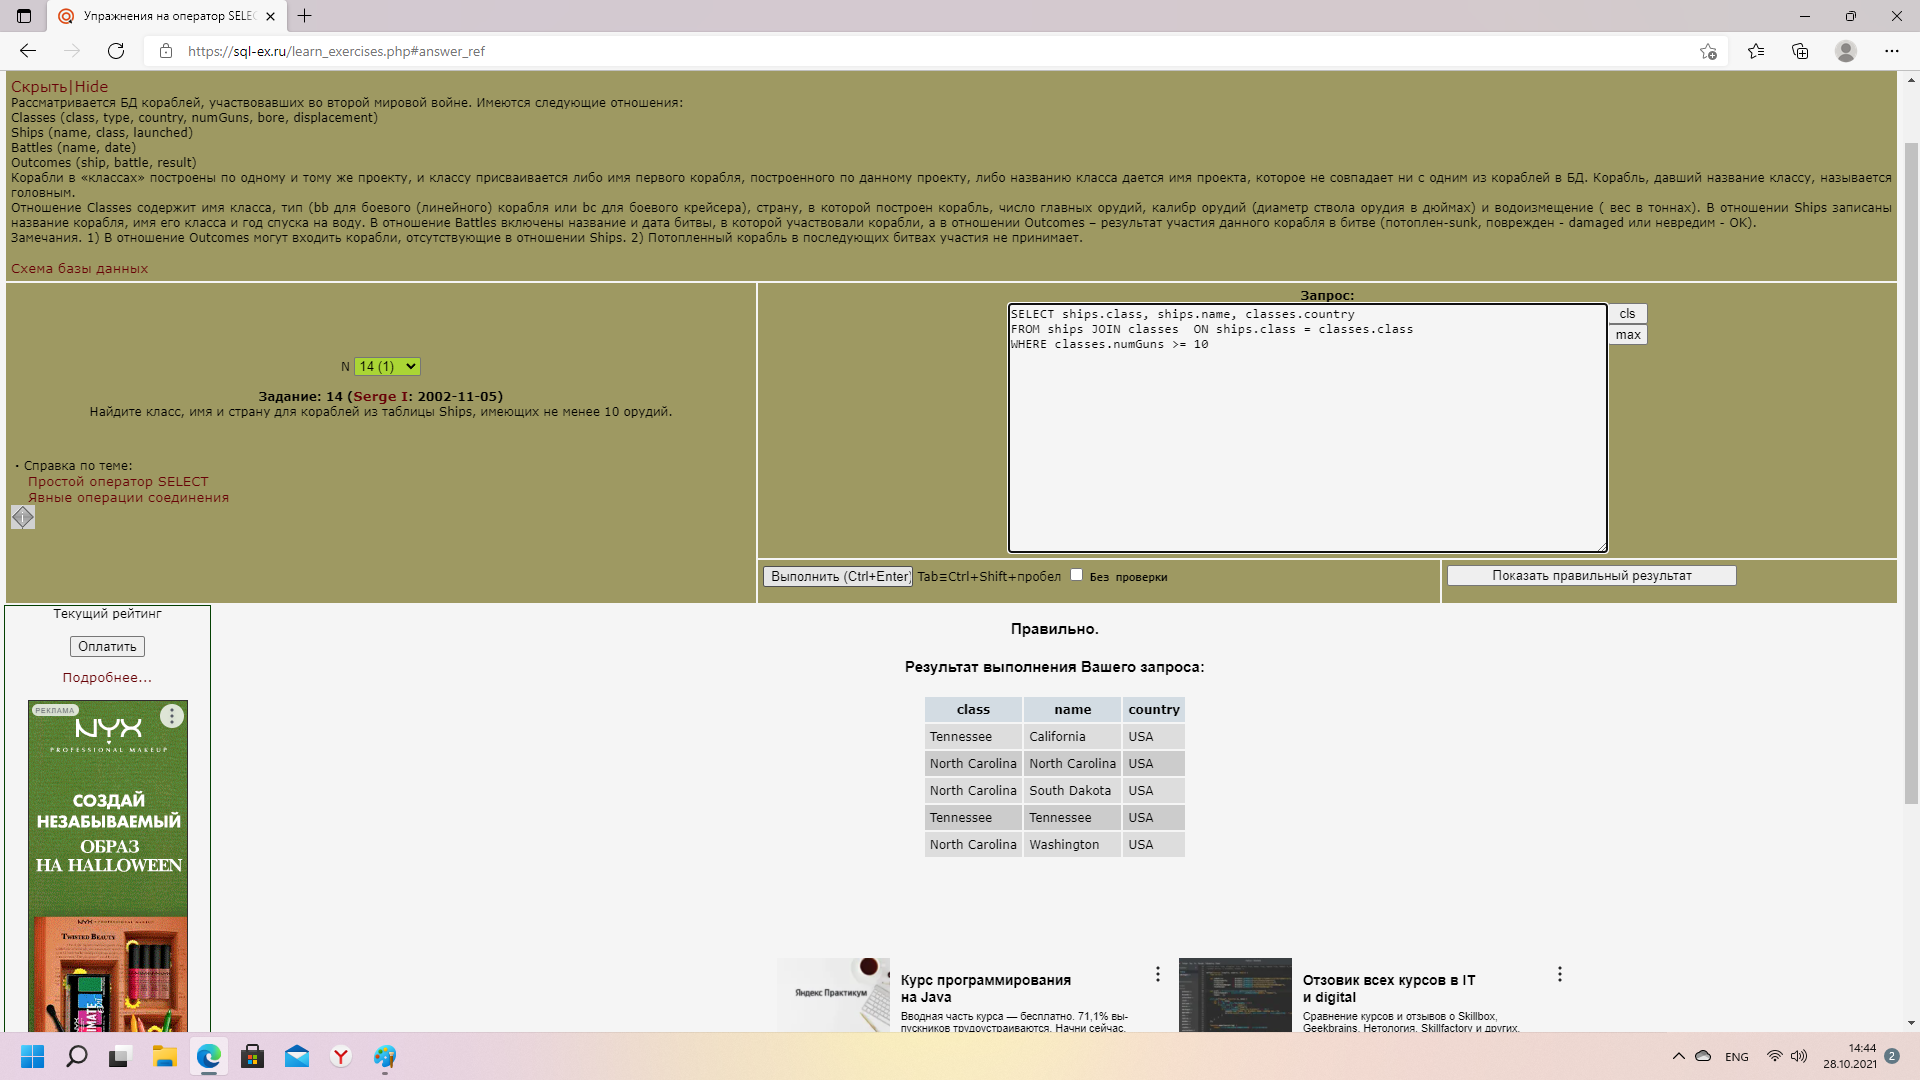 Упражнения на оператор SELE
https://sql-ex.ru/learn_exercises.php#answer_ref
Скрыть|Hide
Рассматривается БД кораблей, участвовавших во второй мировой войне. Имеются следующие отношения:
Classes (class, type, country, numGuns, bore, displacement)
Ships (name, class, launched)
Battles (name, date)
Outcomes (ship, battle, result)
Корабли в «классах» построены по одному и тому же проекту, и классу присваивается либо имя первого корабля, построенного по данному проекту, либо названию класса дается имя проекта, которое не совпадает ни с одним из кораблей в БД. Корабль, давший название классу, называется
головным.
Отношение Classes содержит имя класса, тип (bb для боевого (линейного) корабля или bc для боевого крейсера), страну, в которой построен корабль, число главных орудий, калибр орудий (диаметр ствола орудия в дюймах) и водоизмещение ( вес в тоннах). В отношении Ships записаны
название корабля, имя его класса и год спуска на воду. В отношение Battles включены название и дата битвы, в которой участвовали корабли, а в отношении Outcomes – результат участия данного корабля в битве (потоплен-sunk, поврежден - damaged или невредим - OK).
Замечания. 1) В отношение Outcomes могут входить корабли, отсутствующие в отношении Ships. 2) Потопленный корабль в последующих битвах участия не принимает.
Схема базы данных
N 14 (1)
Задание: 14 (Serge I: 2002-11-05)
Найдите класс, имя и страну для кораблей из таблицы Ships, имеющих не менее 10 орудий.
· Справка по теме:
Простой оператор SELECT
Явные операции соединения
Запрос:
SELECT ships.class, ships.name, classes.country
FROM ships JOIN classes  ON ships.class = classes.class
WHERE classes.numGuns >= 10
cls
max
Выполнить (Ctrl+Enter) Tab≡Ctrl+Shift+пробел Без проверки
Показать правильный результат
Текущий рейтинг
Оплатить
Подробнее...
РЕКЛАМА
NYX
PROFESSIONAL MAKEUP
СОЗДАЙ
НЕЗАБЫВАЕМЫЙ
ОБРАЗ
НА HALLOWEEN
NYX
TWISTED BEAUTY
Правильно.
Результат выполнения Вашего запроса:
class name country
Tennessee California USA
North Carolina North Carolina USA
North Carolina South Dakota USA
Tennessee Tennessee USA
North Carolina Washington USA
Яндекс Практикум
Курс программирования
на Java
Вводная часть курса — бесплатно. 71,1% вы-
пускников трудоустраиваются. Начни сейчас.
Отзовик всех курсов в IT
и digital
Сравнение курсов и отзывов о Skillbox,
Geekbrains, Нетология, Skillfactory и других.
ENG
14:44
28.10.2021
2